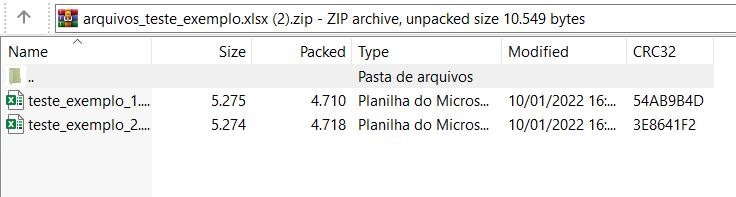 arquivos_teste_exemplo.xlsx (2).zip - ZIP archive, unpacked size 10.549 bytes
Name Size Packed Type Modified CRC32
.. Pasta de arquivos
teste_exemplo_1.... 5.275 4.710 Planilha do Micros... 10/01/2022 16:... 54AB9B4D
teste_exemplo_2.... 5.274 4.718 Planilha do Micros... 10/01/2022 16:... 3E8641F2